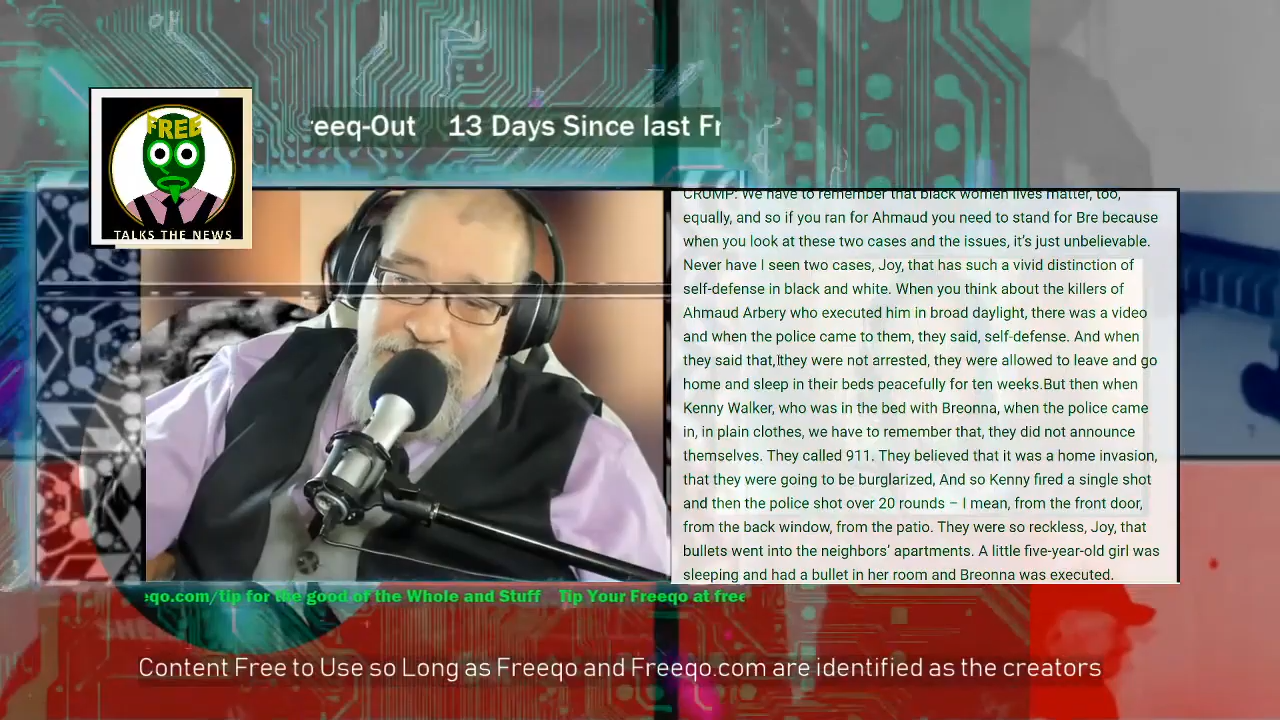 FREE
TALKS THE NEWS
eeq-Out 13 Days Since last Fr
CRUMP: We have to remember that black women lives matter, too,
equally, and so if you ran for Ahmaud you need to stand for Bre because
when you look at these two cases and the issues, it's just unbelievable.
Never have I seen two cases, Joy, that has such a vivid distinction of
self-defense in black and white. When you think about the killers of
Ahmaud Arbery who executed him in broad daylight, there was a video
and when the police came to them, they said, self-defense. And when
they said that, they were not arrested, they were allowed to leave and go
home and sleep in their beds peacefully for ten weeks.But then when
Kenny Walker, who was in the bed with Breonna, when the police came
in, in plain clothes, we have to remember that, they did not announce
themselves. They called 911. They believed that it was a home invasion,
that they were going to be burglarized, And so Kenny fired a single shot
and then the police shot over 20 rounds – I mean, from the front door,
from the back window, from the patio. They were so reckless, Joy, that
bullets went into the neighbors' apartments. A little five-year-old girl was
sleeping and had a bullet in her room and Breonna was executed.
eqo.com/tip for the good of the Whole and Stuff Tip Your Freeqo at free
Content Free to Use so Long as Freeqo and Freeqo.com are identified as the creators